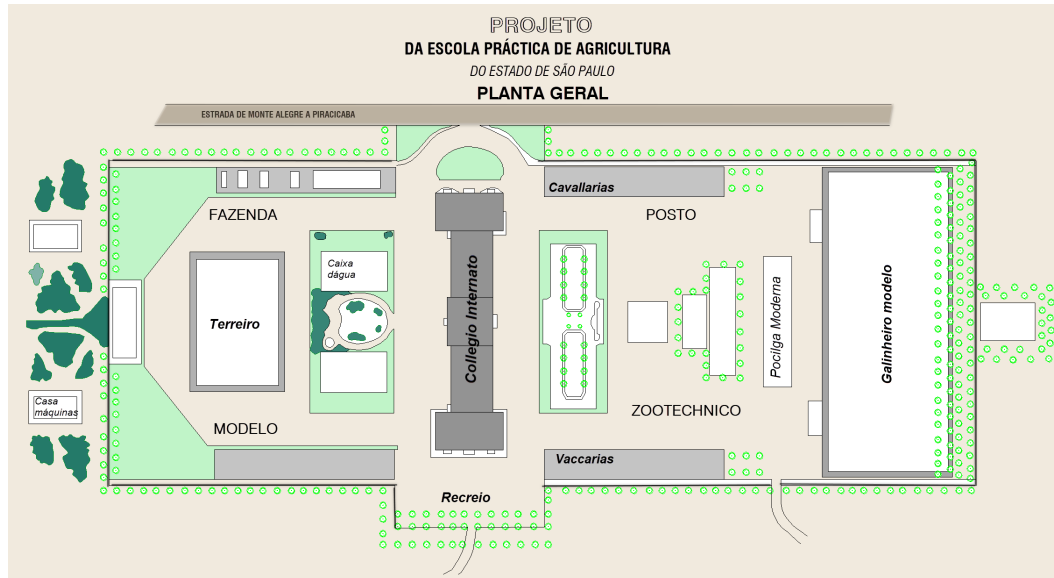 PROJETO
DA ESCOLA PRÁCTICA DE AGRICULTURA
DO ESTADO DE SÃO PAULO
PLANTA GERAL
ESTRADA DE MONTE ALEGRE A PIRACICABA
Cavallarias
FAZENDA
POSTO
Caixa
dágua
Terreiro
Collegio Internato
Pocilga Moderna
Galinheiro modelo
Casa
máquinas
MODELO
ZOOTECHNICO
Vaccarias
Recreio